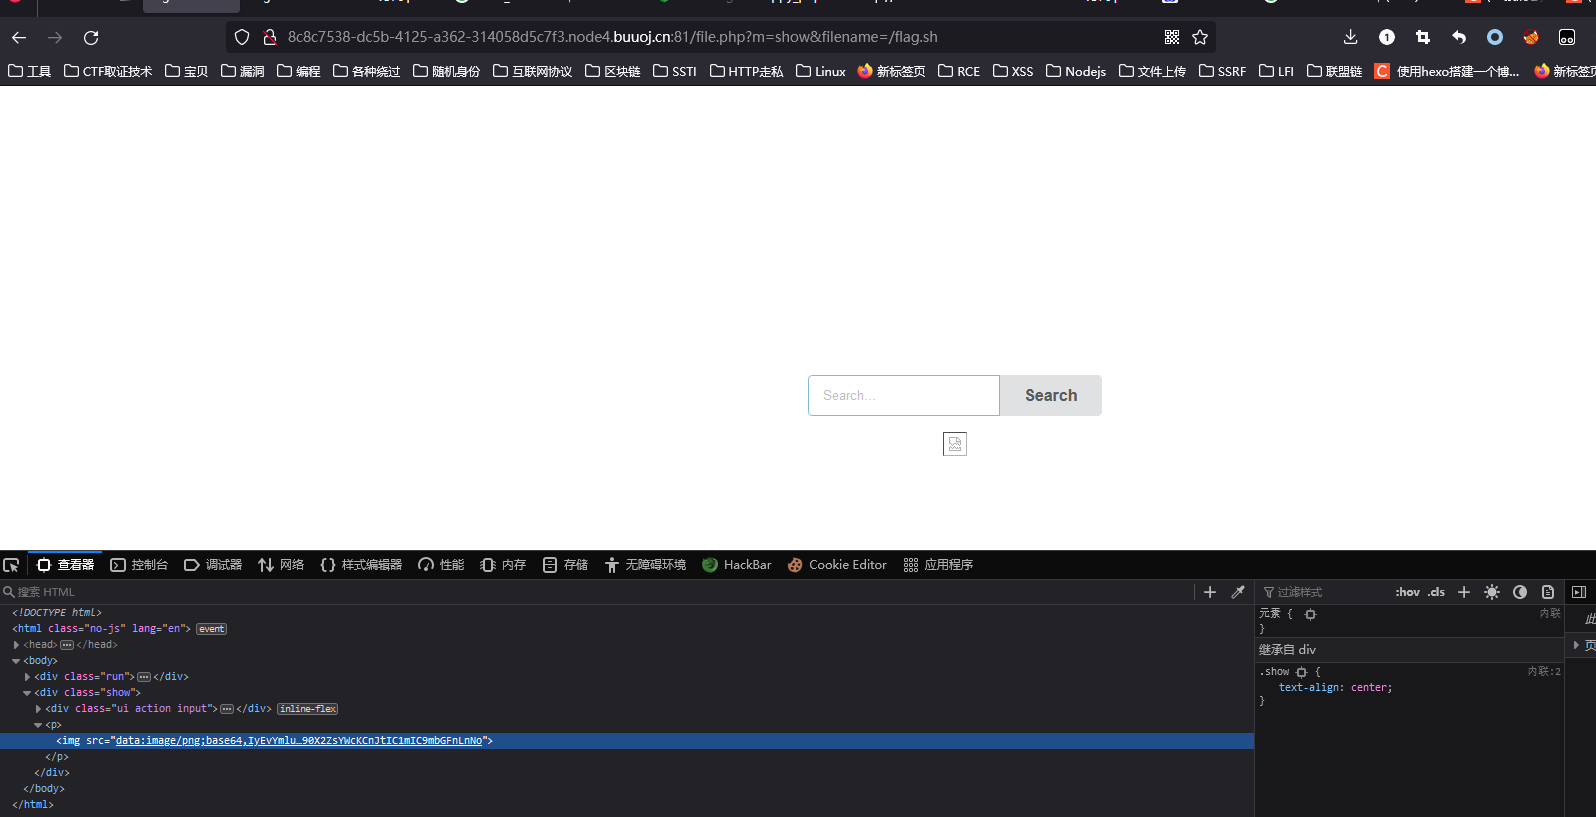 8c8c7538-dc5b-4125-a362-314058d5c7f3.node4.buuoj.cn:81/file.php?m=show&filename=/flag.sh
工具 CTF取证技术 宝贝 漏洞 编程 各种绕过 随机身份 互联网协议 区块链 SSTI HTTP走私 Linux 新标签页 RCE XSS Nodejs 文件上传 SSRF LFI 联盟链 C 使用hexo搭建一个博... 新标签页
Search... Search
查看器 控制台 调试器 网络 样式编辑器 性能 内存 存储 无障碍环境 HackBar Cookie Editor 应用程序
搜索 HTML 过滤样式 :hov .cls
<!DOCTYPE html> 元素 { 内联
<html class="no-js" lang="en"> event }
<head>...</head> 继承自 div
<body>
<div class="run">...</div> .show { 内联:2
<div class="show"> text-align: center;
<div class="ui action input">...</div> inline-flex }
<p>
<img src="data:image/png;base64,IyEvYmlu…90X2ZsYWcKCnJtIC1mIC9mbGFnLnNo">
</p>
</div>
</body>
</html>